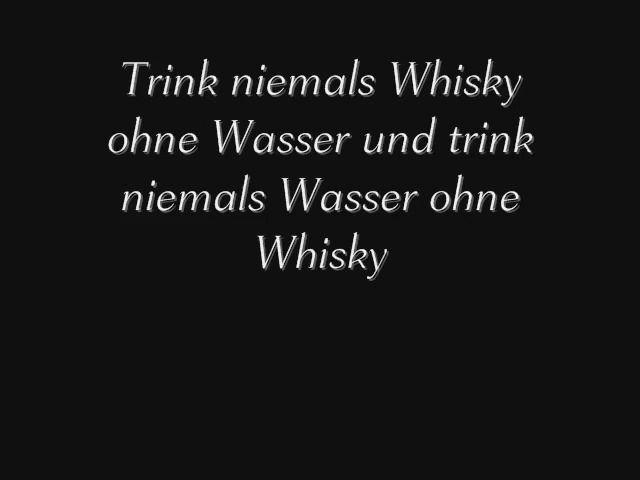 Trink niemals Whisky
ohne Wasser und trink
niemals Wasser ohne
Whisky